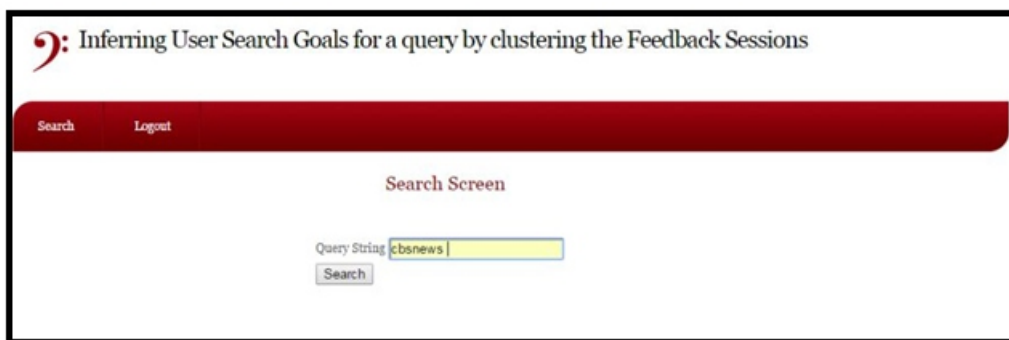 Inferring User Search Goals for a query by clustering the Feedback Sessions
Search Logout
Search Screen
Query String cbsnews
Search